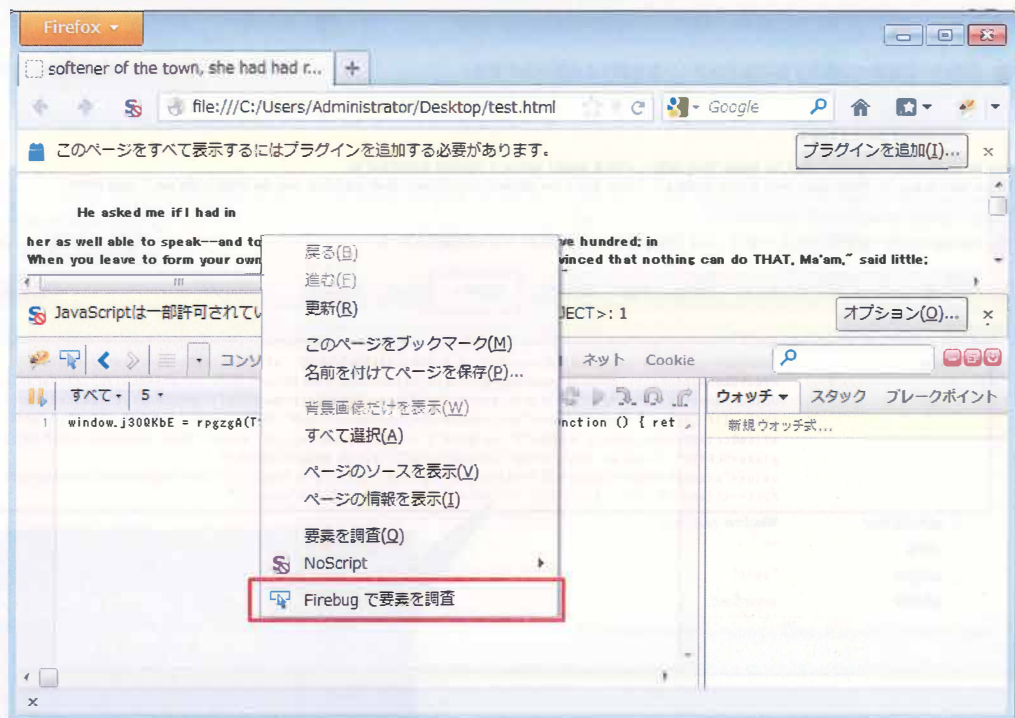 Firefox
softener of the town, she had had r...
file:///C:/Users/Administrator/Desktop/test.html
Google
このページをすべて表示するにはプラグインを追加する必要があります。
プラグインを追加(I)...
He asked me if I had in
her as well able to speak--and to
ve hundred; in
When you leave to form your own
vinced that nothing can do THAT, Ma'am," said little;
JavaScriptは一部許可されてい
JECT>: 1
オプション(O)...
コンソ
ネット Cookie
すべて 5
ウォッチ スタック ブレークポイント
1 window.j3OQKbE = rpgzgA(T
nction () { ret
新規ウォッチ式...
戻る(B)
進む(F)
更新(R)
このページをブックマーク(M)
名前を付けてページを保存(P)...
背景画像だけを表示(W)
すべて選択(A)
ページのソースを表示(V)
ページの情報を表示(I)
要素を調査(Q)
NoScript
Firebug で要素を調査